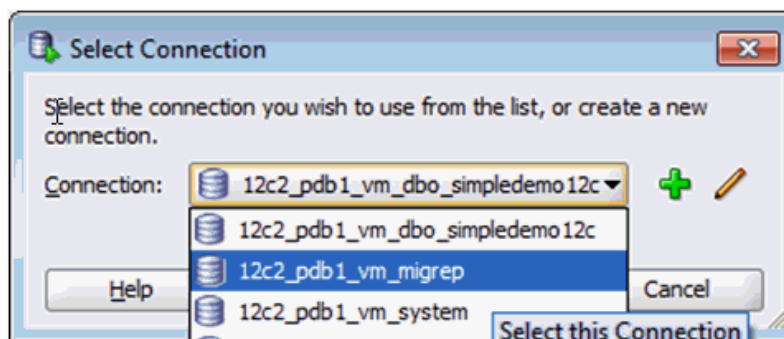 Select Connection
Select the connection you wish to use from the list, or create a new
connection.
Connection: 12c2_pdb1_vm_dbo_simpledemo12c
12c2_pdb1_vm_dbo_simpledemo12c
12c2_pdb1_vm_migrep
Help Cancel
12c2_pdb1_vm_system
Select this Connection